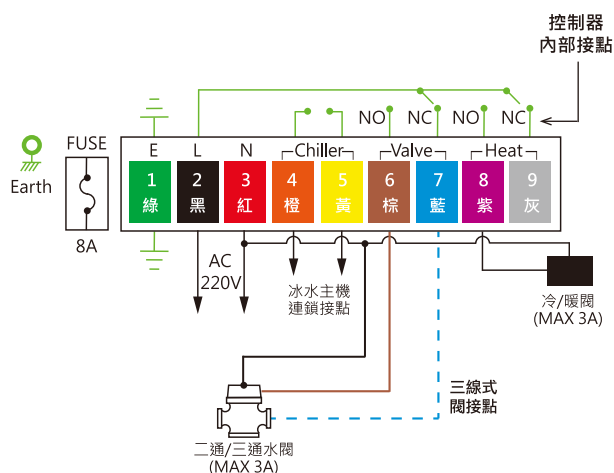 控制器
內部接點
NO
NC
NO
NC
FUSE
E
L
N
Chiller
Valve
Heat
Earth
1
2
3
4
5
6
7
8
9
綠
黑
紅
橙
黃
棕
藍
紫
灰
8A
AC
220V
冰水主機
連鎖接點
冷/暖閥
(MAX 3A)
三線式
閥接點
二通/三通水閥
(MAX 3A)